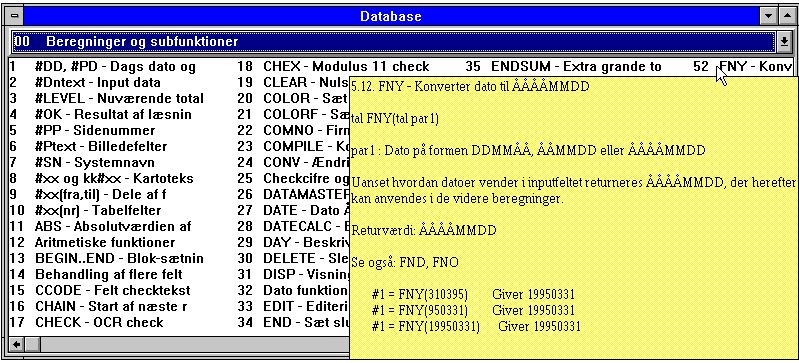 Database
00 Beregninger og subfunktioner
1 #DD, #PD - Dags dato og 18 CHEX - Modulus 11 check 35 ENDSUM - Extra grande to 52 FNY - Konv
2 #Dntext - Input data 19 CLEAR - Nuls
3 #LEVEL - Nuværende total 20 COLOR - Sæt
4 #OK - Resultat af læsnin 21 COLORF - Sæt
5 #PP - Sidenummer 22 COMNO - Firm
6 #Ptext - Billedefelter 23 COMPILE - Ko
7 #SN - Systemnavn 24 CONV - Ændri
8 #xx og kk#xx - Kartoteks 25 Checkcifre og
9 #xx(fra,til) - Dele af f 26 DATAMASTER
10 #xx(nr) - Tabelfelter 27 DATE - Dato Å
11 ABS - Absolutværdien af 28 DATECALC - B
12 Aritmetiske funktioner 29 DAY - Beskriv
13 BEGIN..END - Blok-sætnin 30 DELETE - Sle
14 Behandling af flere felt 31 DISP - Visning
15 CCODE - Felt checktekst 32 Dato funktion
16 CHAIN - Start af næste r 33 EDIT - Editeri
17 CHECK - OCR check 34 END - Sæt slu
5.12. FNY - Konverter dato til ÅÅÅÅMMDD
tal FNY(tal par1)
par1 : Dato på formen DDMMÅÅ, ÅÅMMDD eller ÅÅÅÅMMDD
Uanset hvordan datoer vender i inputfeltet returneres ÅÅÅÅMMDD, der herefter
kan anvendes i de videre beregninger.
Returværdi: ÅÅÅÅMMDD
Se også: FND, FNO
#1 = FNY(310395) Giver 19950331
#1 = FNY(950331) Giver 19950331
#1 = FNY(19950331) Giver 19950331